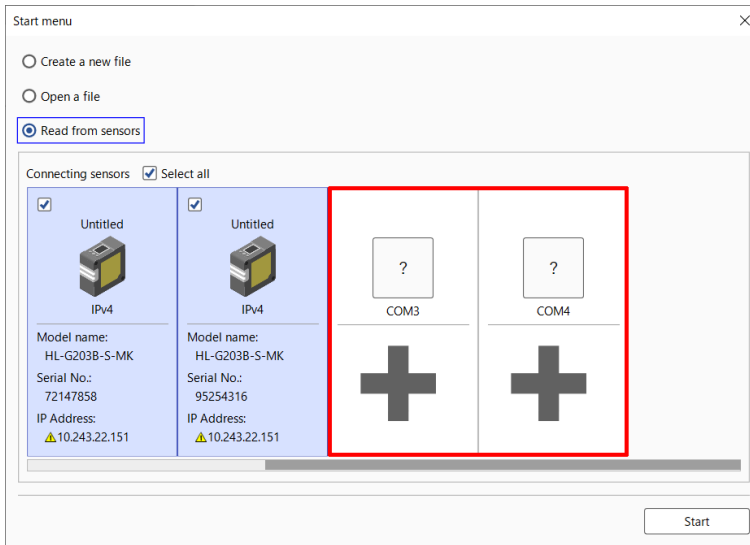 Start menu
Create a new file
Open a file
Read from sensors
Connecting sensors Select all
Untitled
IPv4
Model name:
HL-G203B-S-MK
Serial No.:
72147858
IP Address:
10.243.22.151
Untitled
IPv4
Model name:
HL-G203B-S-MK
Serial No.:
95254316
IP Address:
10.243.22.151
?
COM3
?
COM4
Start